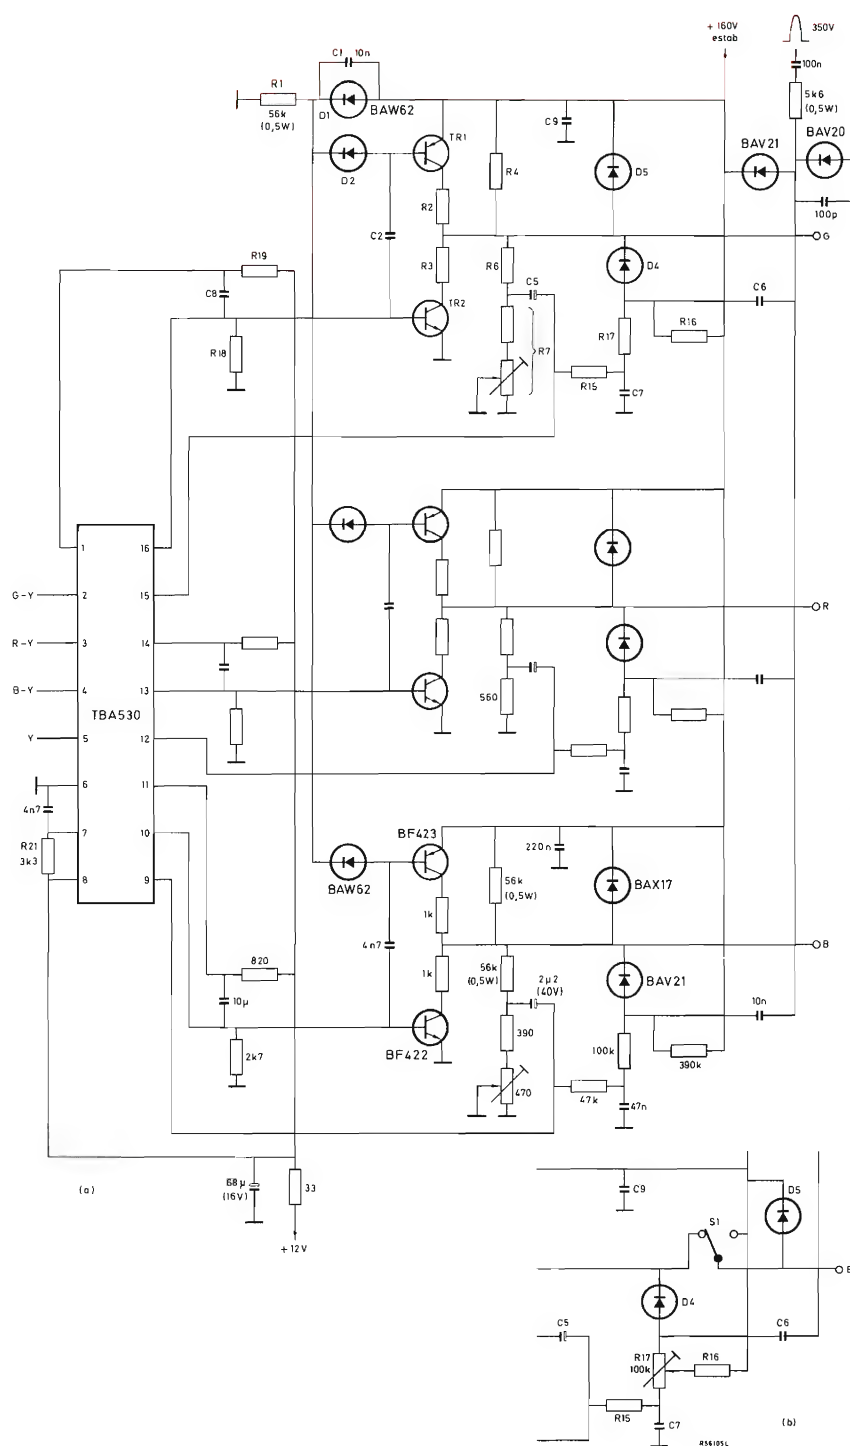 + 160V
estab
350V
C1 10n
100n
R1
56k
(0,5W)
D1
BAW62
5k6
(0,5W)
C9
TR1
BAV21
BAV20
D2
R4
D5
R2
100p
C2
G
R19
R3
R6
D4
C8
C5
C6
TR2
R18
R7
R17
R16
R15
C7
1
16
G-Y
2
15
R
R-Y
3
14
B-Y
4
13
560
TBA530
Y
5
12
6
11
4n7
7
10
BF423
R21
3k3
220n
8
9
BAW62
56k
(0,5W)
BAX17
1k
4n7
B
820
1k
56k
(0,5W)
2µ2
(40V)
BAV21
10µ
10n
390
BF422
100k
2k7
390k
470
47k
47n
(a)
68µ
(16V)
33
+12V
C9
D5
S1
B
D4
C5
C6
R17
100k
R16
R15
C7
(b)
R56105L